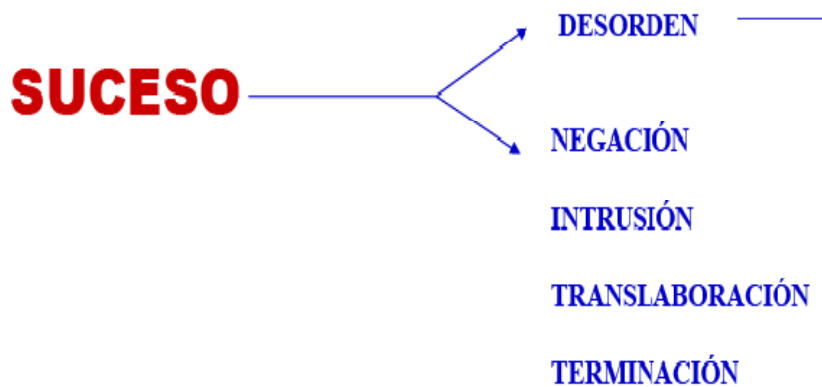 DESORDEN
SUCESO
NEGACIÓN
INTRUSIÓN
TRANSLABORACIÓN
TERMINACIÓN